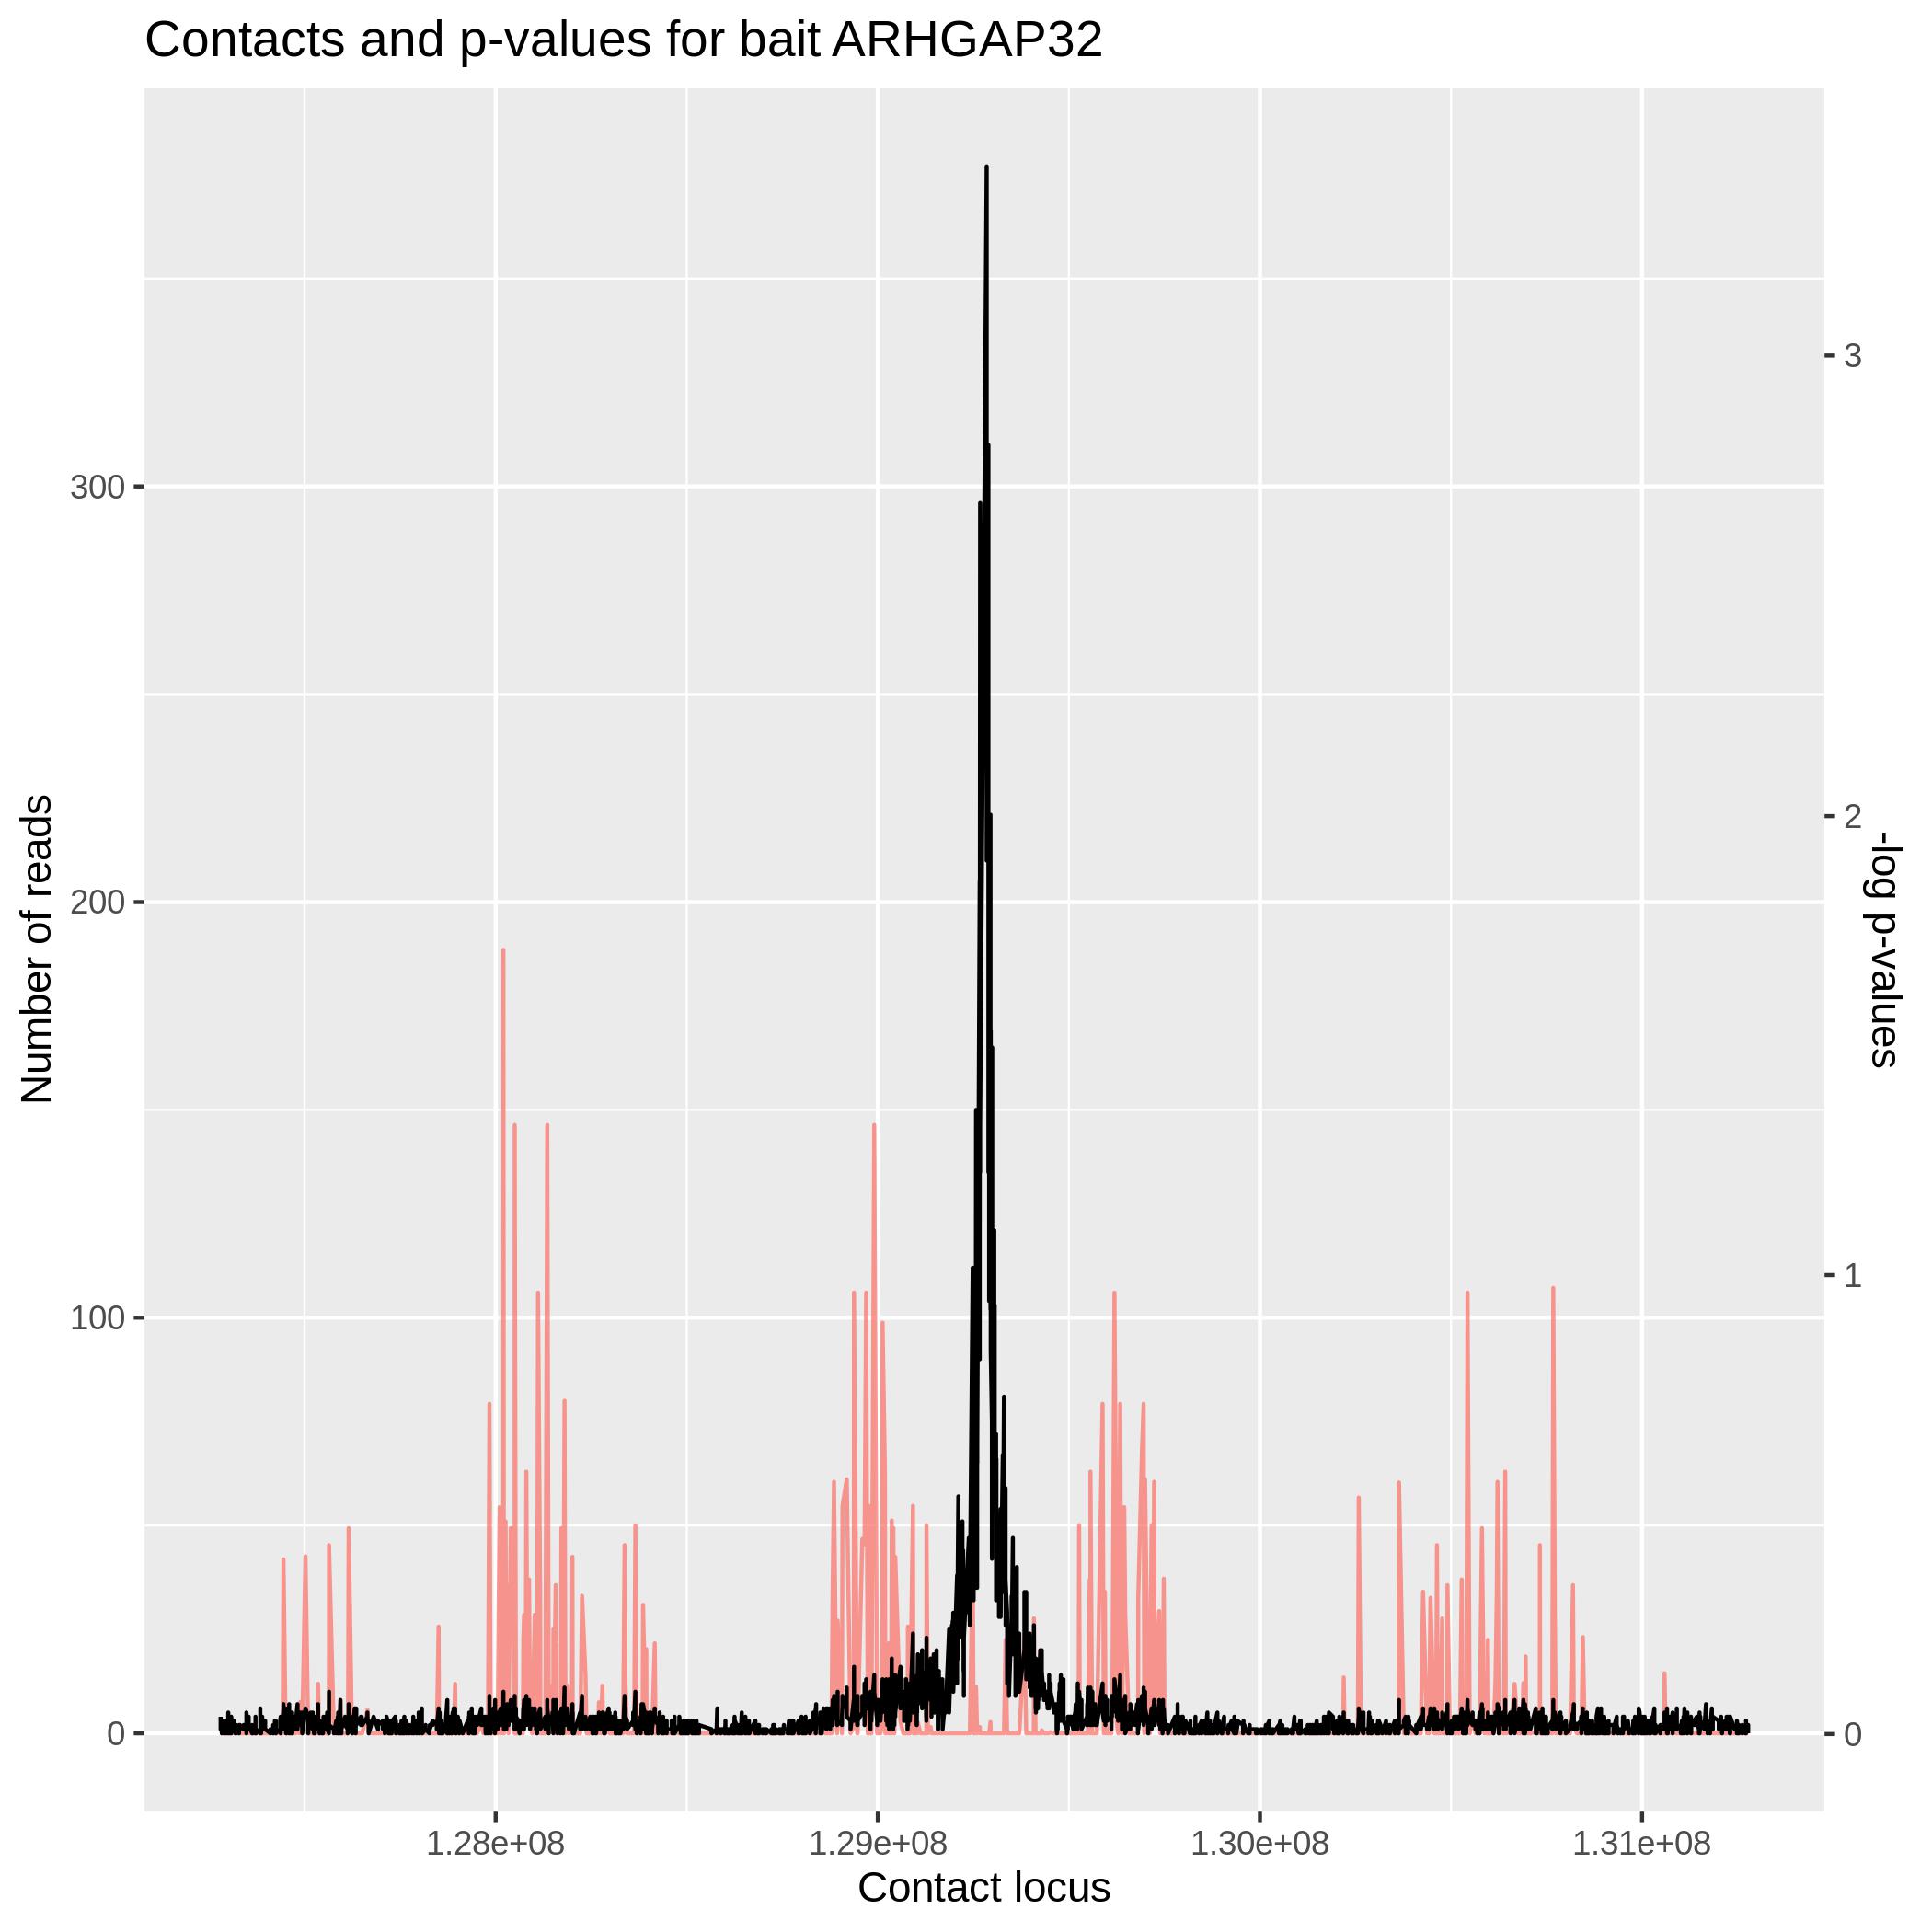 Contacts and p-values for bait ARHGAP32
Number of reads
300
200
100
0
3
2
1
0
-log p-values
1.28e+08
1.29e+08
1.30e+08
1.31e+08
Contact locus